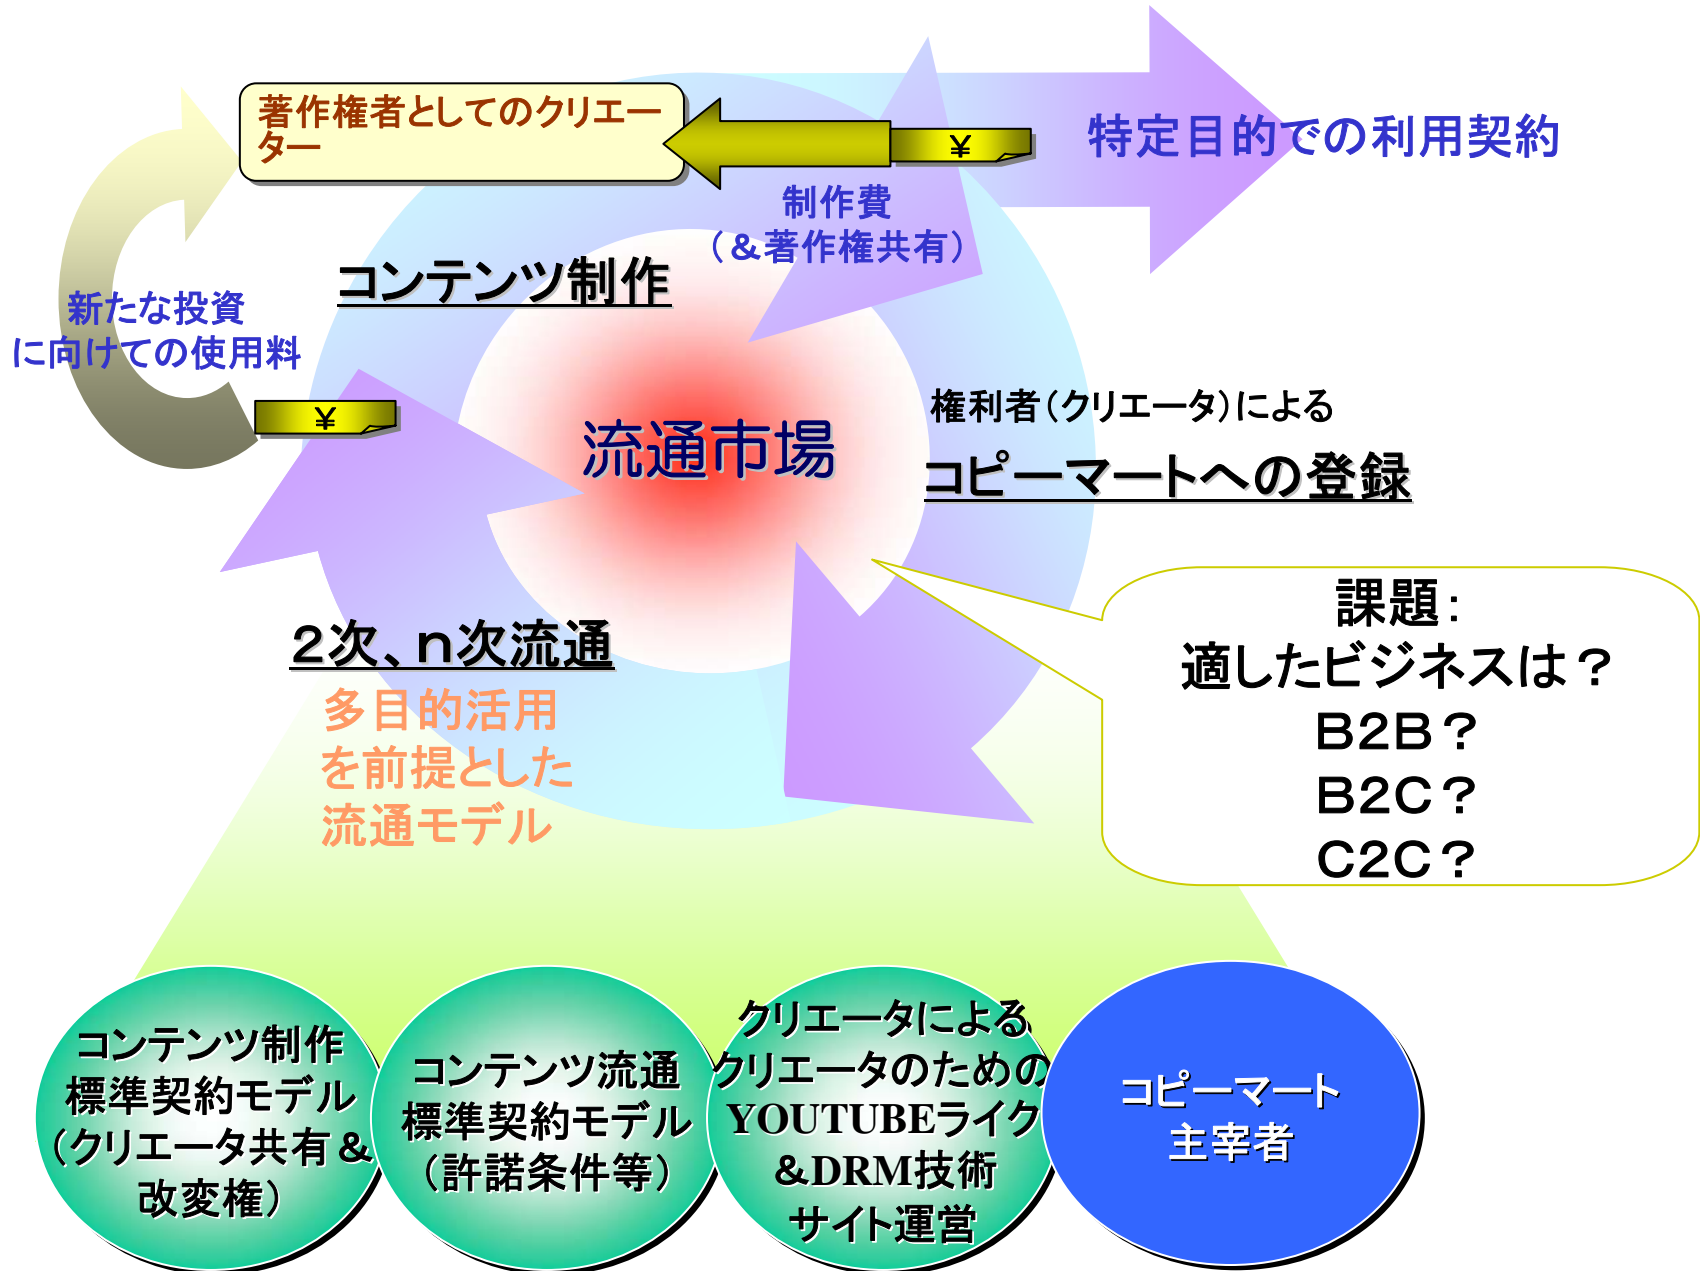 著作権者としてのクリエー
ター
¥
特定目的での利用契約
制作費
(&著作権共有)
コンテンツ制作
新たな投資
に向けての使用料
¥
流通市場
権利者(クリエータ)による
コピーマートへの登録
課題:
適したビジネスは?
B2B?
B2C?
C2C?
2次、n次流通
多目的活用
を前提とした
流通モデル
コンテンツ制作
標準契約モデル
(クリエータ共有&
改変権)
コンテンツ流通
標準契約モデル
(許諾条件等)
クリエータによる
クリエータのための
YOUTUBEライク
&DRM技術
サイト運営
コピーマート
主宰者